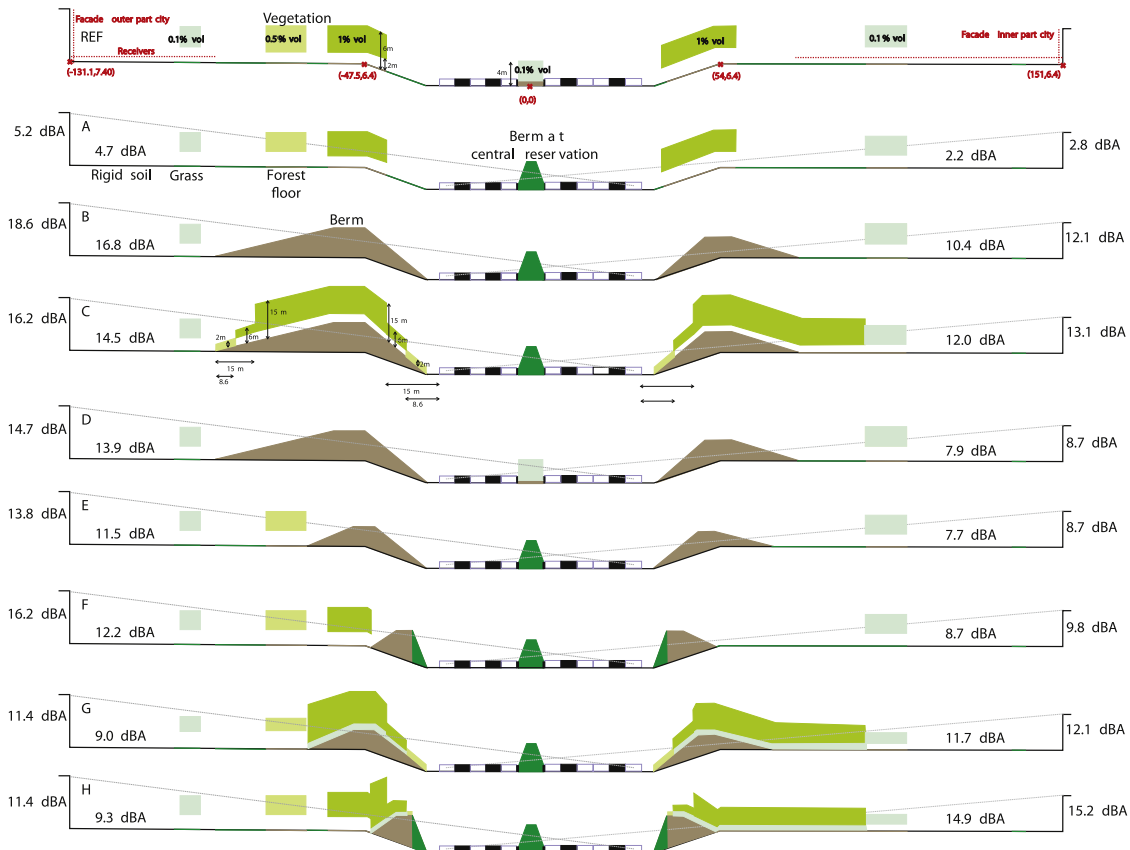 Facade outer part city
REF
0.1% vol
Vegetation
0.5% vol
1% vol
6m
2m
Receivers
(-131.1,7.40)
(-47.5,6.4)
4m
0.1% vol
(0,0)
1% vol
(54,6.4)
0.1 % vol
Facade Inner part city
(151,6.4)
5.2 dBA
A
4.7 dBA
Rigid soil
Grass
Forest
floor
Berm a t
central reser vation
2.2 dBA
2.8 dBA
18.6 dBA
B
16.8 dBA
Berm
10.4 dBA
12.1 dBA
16.2 dBA
C
14.5 dBA
2m
6m
15 m
15 m
6m
2m
15 m
8.6
15 m
8.6
12.0 dBA
13.1 dBA
14.7 dBA
D
13.9 dBA
7.9 dBA
8.7 dBA
13.8 dBA
E
11.5 dBA
7.7 dBA
8.7 dBA
16.2 dBA
F
12.2 dBA
8.7 dBA
9.8 dBA
11.4 dBA
G
9.0 dBA
11.7 dBA
12.1 dBA
11.4 dBA
H
9.3 dBA
14.9 dBA
15.2 dBA